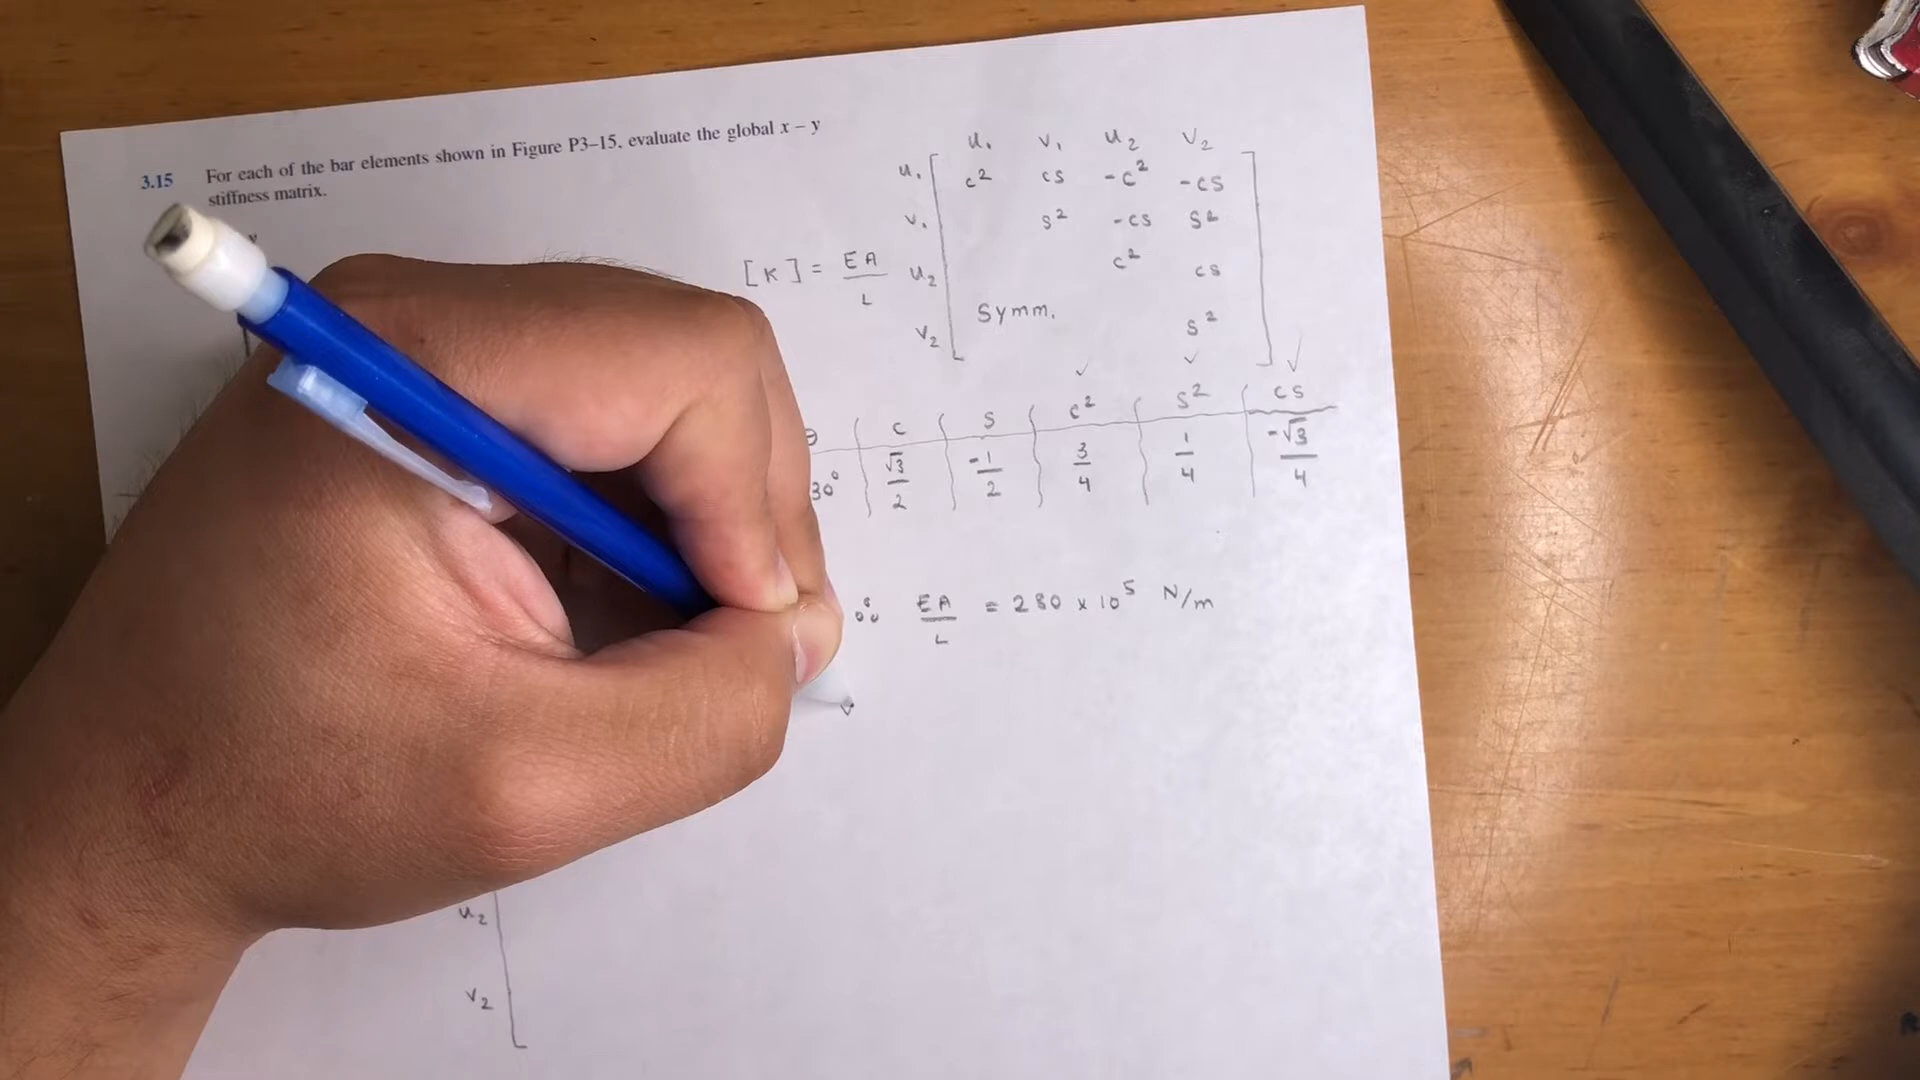 3.15 For each of the bar elements shown in Figure P3–15, evaluate the global x – y
stiffness matrix.
y
u₁ v₁ u₂ v₂
u₁ c² cs -c² -cs
v₁ s² -cs s²
[K] = EA/L
u₂ c² cs
Symm.
v₂ s²
✓ ✓ ✓
θ c s c² s² cs
30° √3/2 -1/2 3/4 1/4 -√3/4
EA/L = 280 x 10⁵ N/m
v
u₂
v₂